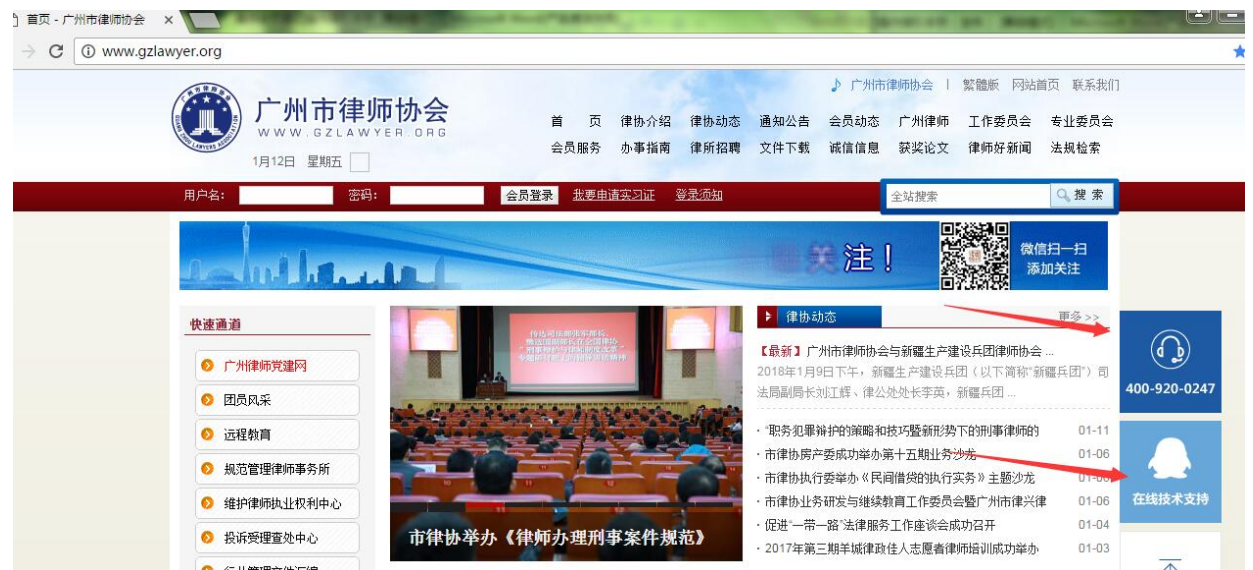 首页 - 广州市律师协会 ×
www.gzlawyer.org
广州市律师协会 | 繁體版 网站首页 联系我们
广州市律师协会
WWW.GZLAWYER.ORG
1月12日 星期五
首 页 律协介绍 律协动态 通知公告 会员动态 广州律师 工作委员会 专业委员会
会员服务 办事指南 律所招聘 文件下载 诚信信息 获奖论文 律师好新闻 法规检索
用户名: 密码: 会员登录 我要申请实习证 登录须知 全站搜索 搜 索
关注!
微信扫一扫
添加关注
快速通道
广州律师党建网
团员风采
远程教育
规范管理律师事务所
维护律师执业权利中心
投诉受理查处中心
行业管理文件汇编
市律协举办《律师办理刑事案件规范》
律协动态 更多 >>
【最新】广州市律师协会与新疆生产建设兵团律师协会 ...
2018年1月9日下午,新疆生产建设兵团(以下简称“新疆兵团”)司
法局副局长刘江辉、律公处处长李英,新疆兵团 ...
· “职务犯罪辩护的策略和技巧暨新形势下的刑事律师的 01-11
· 市律协房产委成功举办第十五期业务沙龙 01-06
· 市律协执行委举办《民间借贷的执行实务》主题沙龙 01-06
· 市律协业务研发与继续教育工作委员会暨广州市律兴律 01-06
· 促进“一带一路”法律服务工作座谈会成功召开 01-04
· 2017年第三期羊城律政佳人志愿者律师培训成功举办 01-03
400-920-0247
在线技术支持